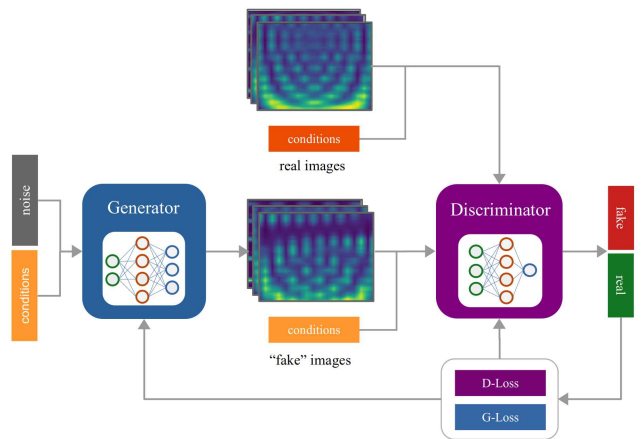 conditions
real images
noise
conditions
Generator
conditions
“fake” images
Discriminator
fake
real
D-Loss
G-Loss